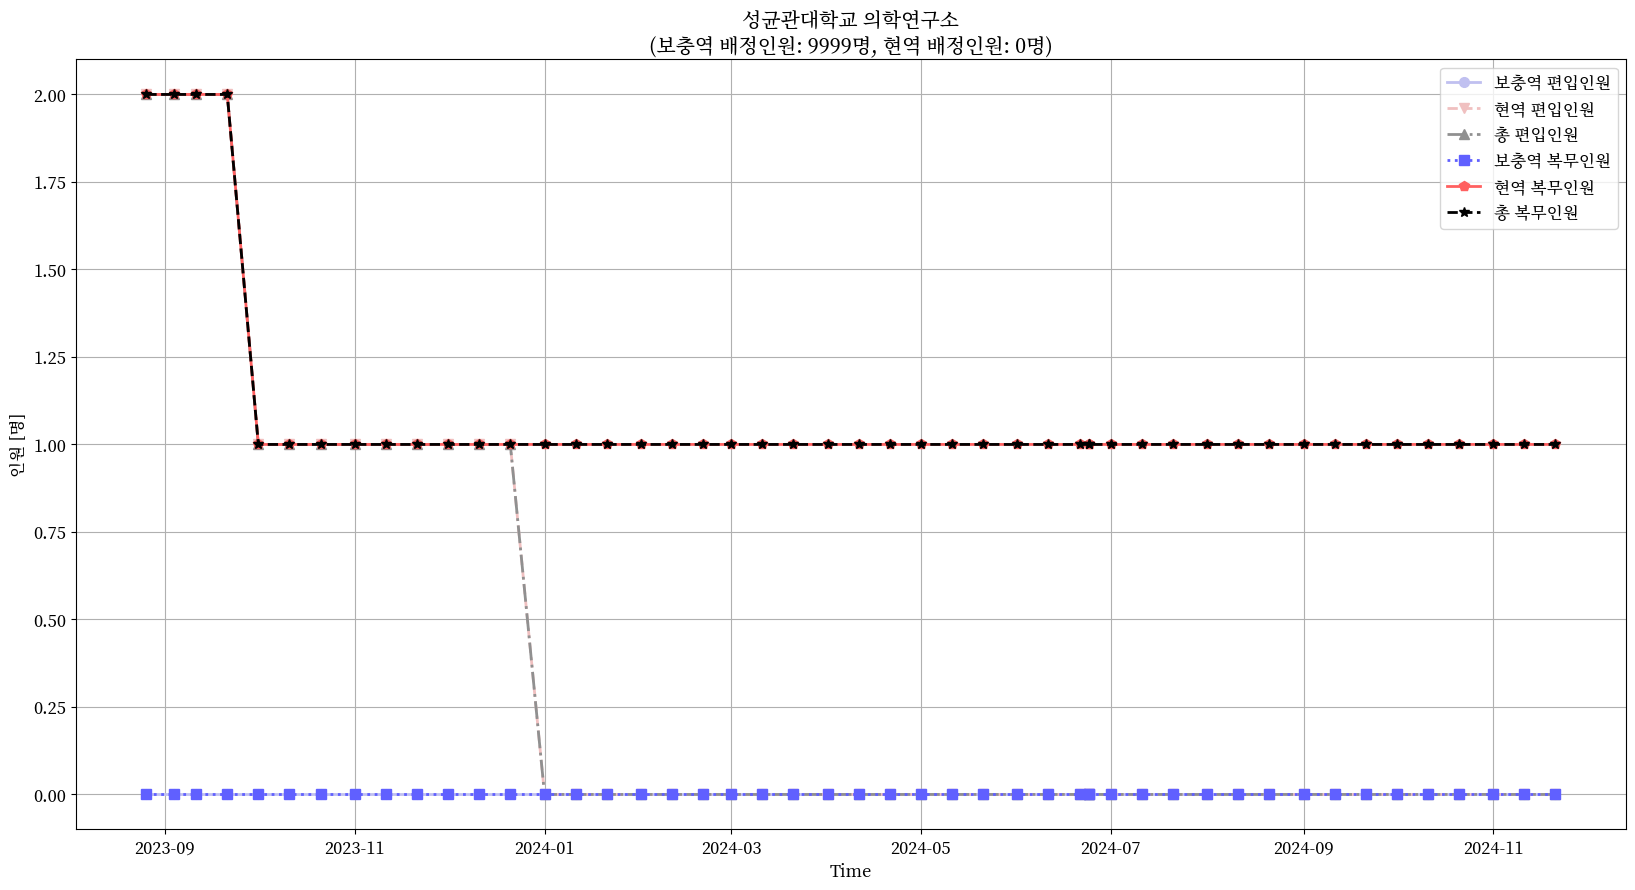 성균관대학교 의학연구소
(보충역 배정인원: 9999명, 현역 배정인원: 0명)
보충역 편입인원
현역 편입인원
총 편입인원
보충역 복무인원
현역 복무인원
총 복무인원
2.00
1.75
1.50
1.25
1.00
0.75
0.50
0.25
0.00
인원 [명]
2023-09 2023-11 2024-01 2024-03 2024-05 2024-07 2024-09 2024-11
Time